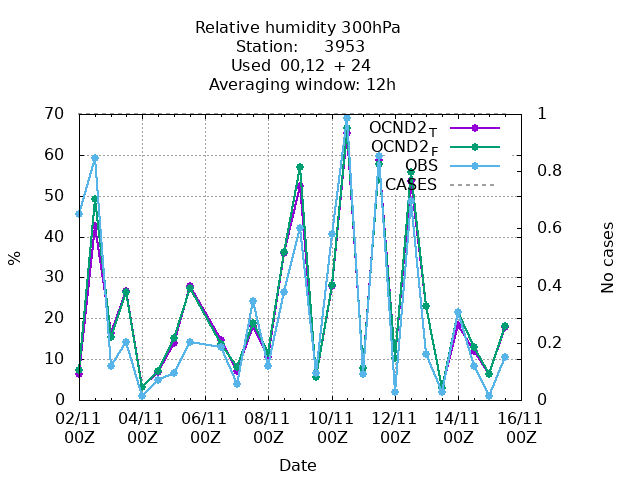 Relative humidity 300hPa
Station: 3953
Used 00,12 + 24
Averaging window: 12h
70
60
50
40
30
20
10
0
%
1
0.8
0.6
0.4
0.2
0
No cases
OCND2 T
OCND2 F
OBS
CASES
02/11 04/11 06/11 08/11 10/11 12/11 14/11 16/11
00Z 00Z 00Z 00Z 00Z 00Z 00Z 00Z
Date